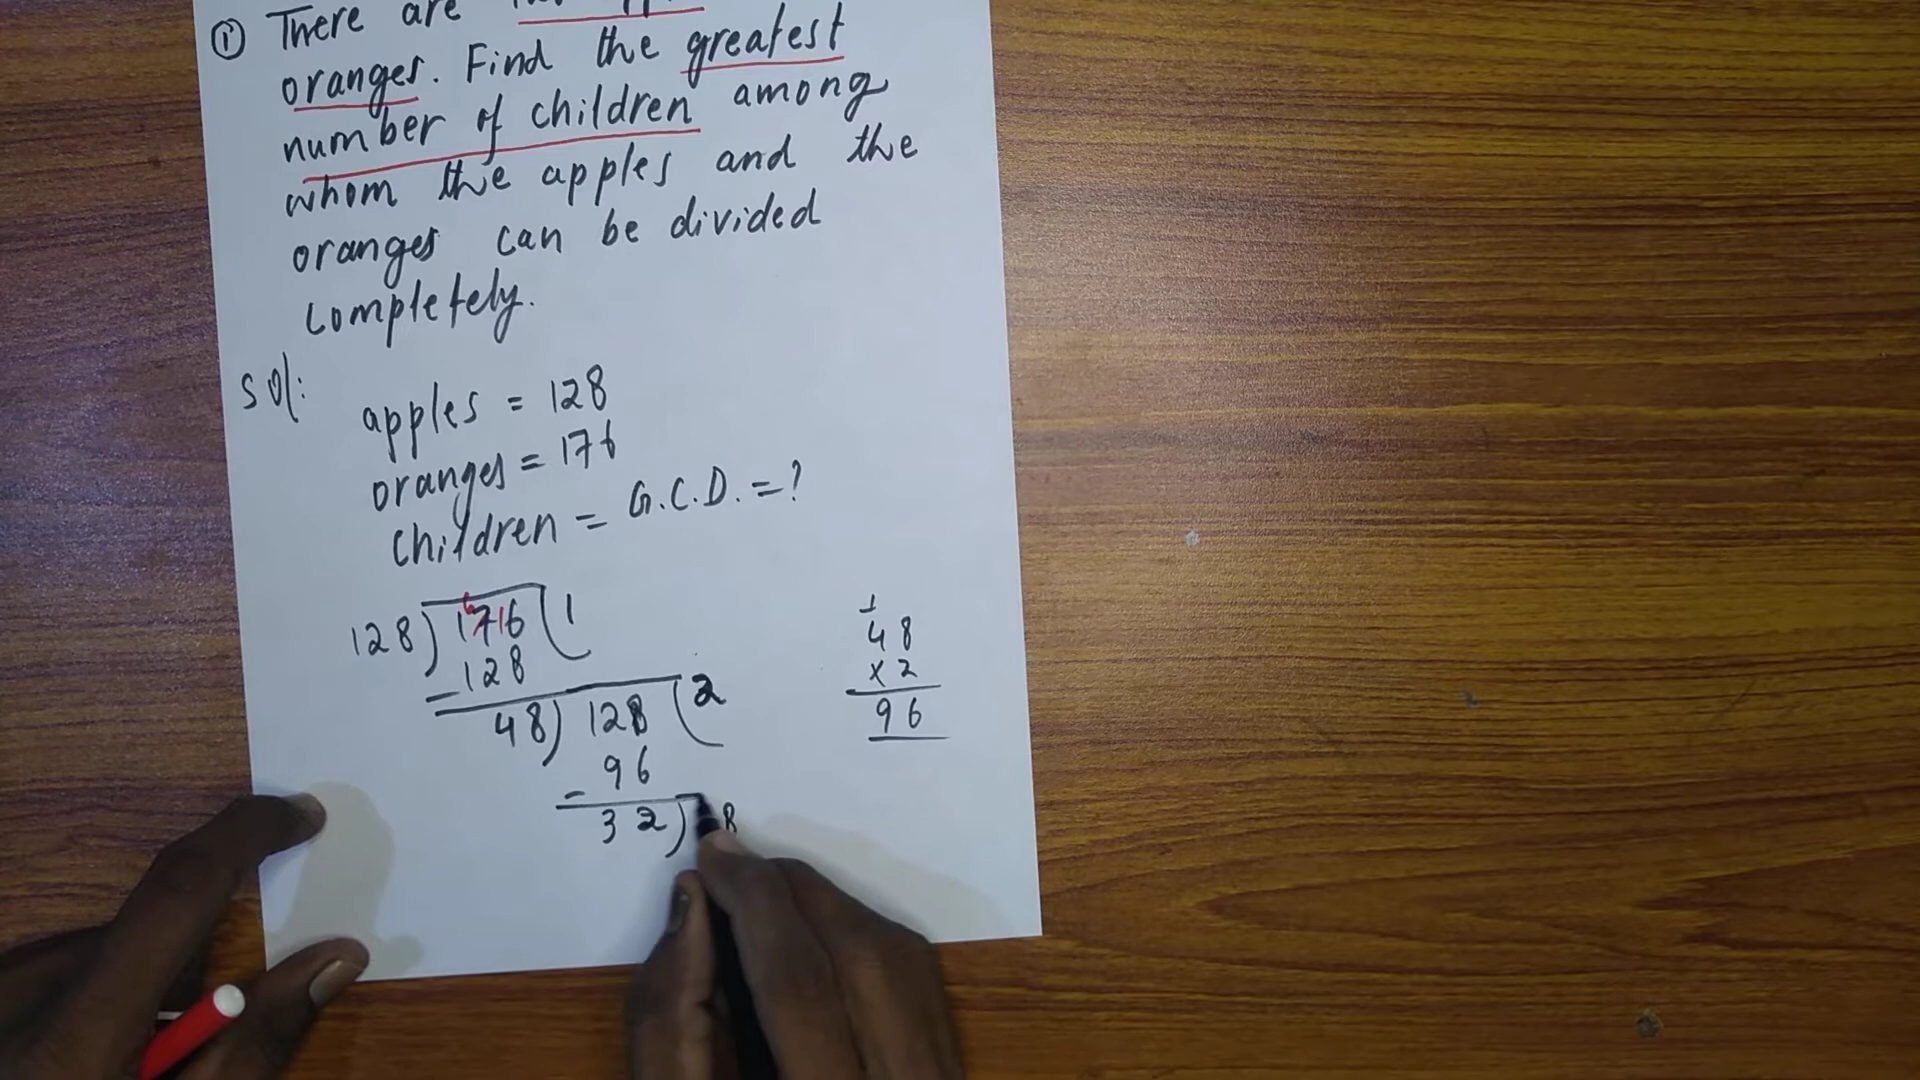 ① There are
oranges. Find the greatest
number of children among
whom the apples and the
oranges can be divided
completely.
Sol:
apples = 128
oranges = 176
Children = G.C.D. = ?
128) 176 (1
- 128
48) 128 (2
- 96
32) 8
1
48
x2
96